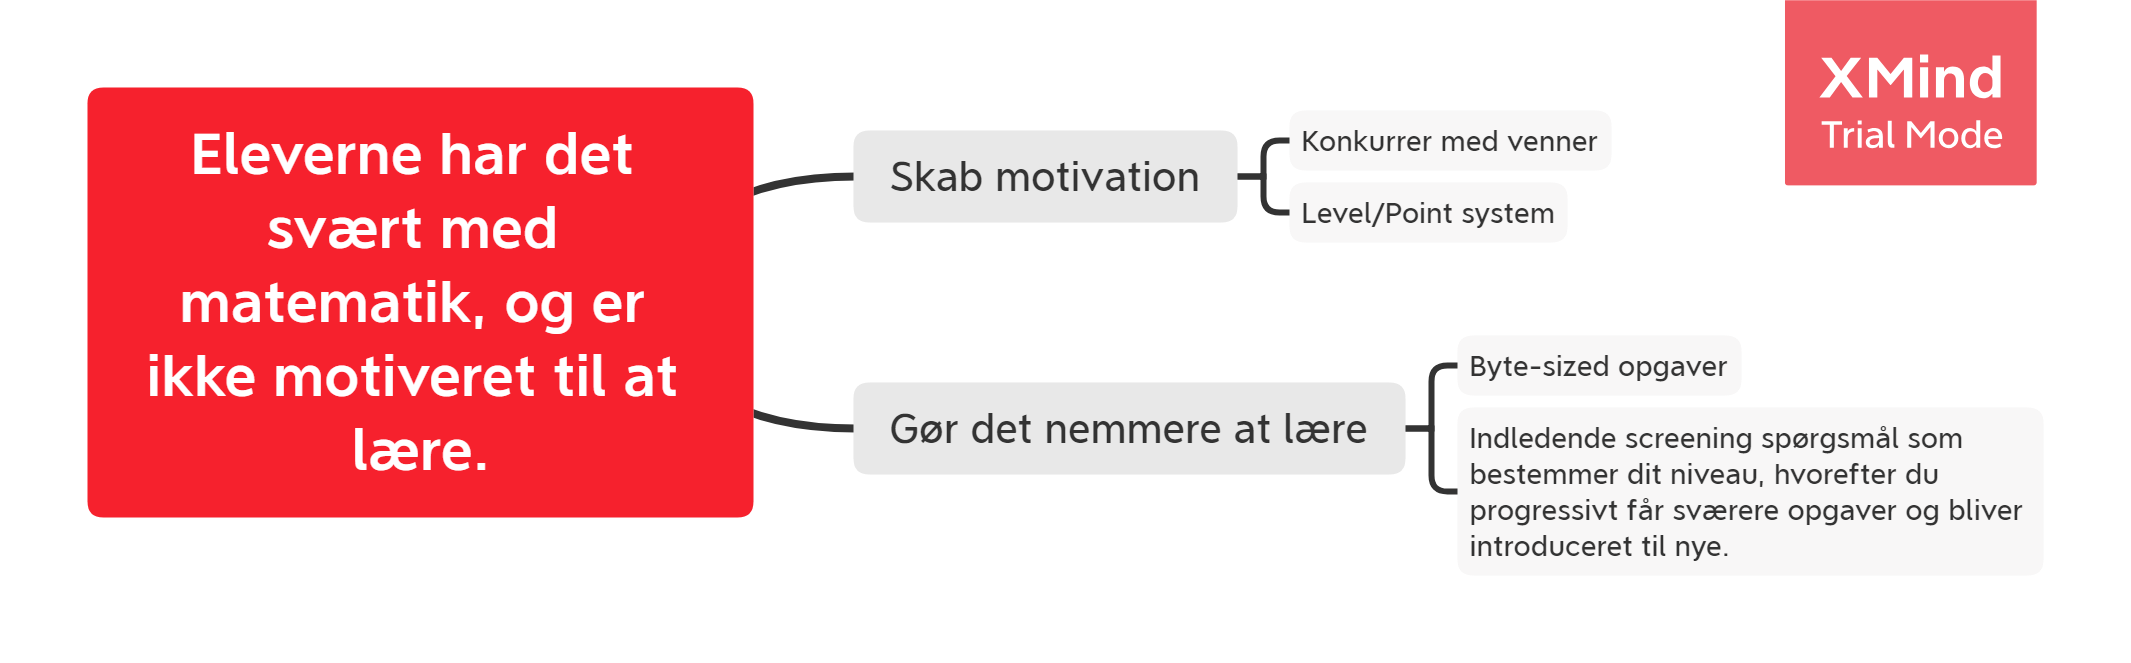 Eleverne har det
svært med
matematik, og er
ikke motiveret til at
lære.
Skab motivation
Konkurrer med venner
Level/Point system
Gør det nemmere at lære
Byte-sized opgaver
Indledende screening spørgsmål som
bestemmer dit niveau, hvorefter du
progressivt får sværere opgaver og bliver
introduceret til nye.
XMind
Trial Mode